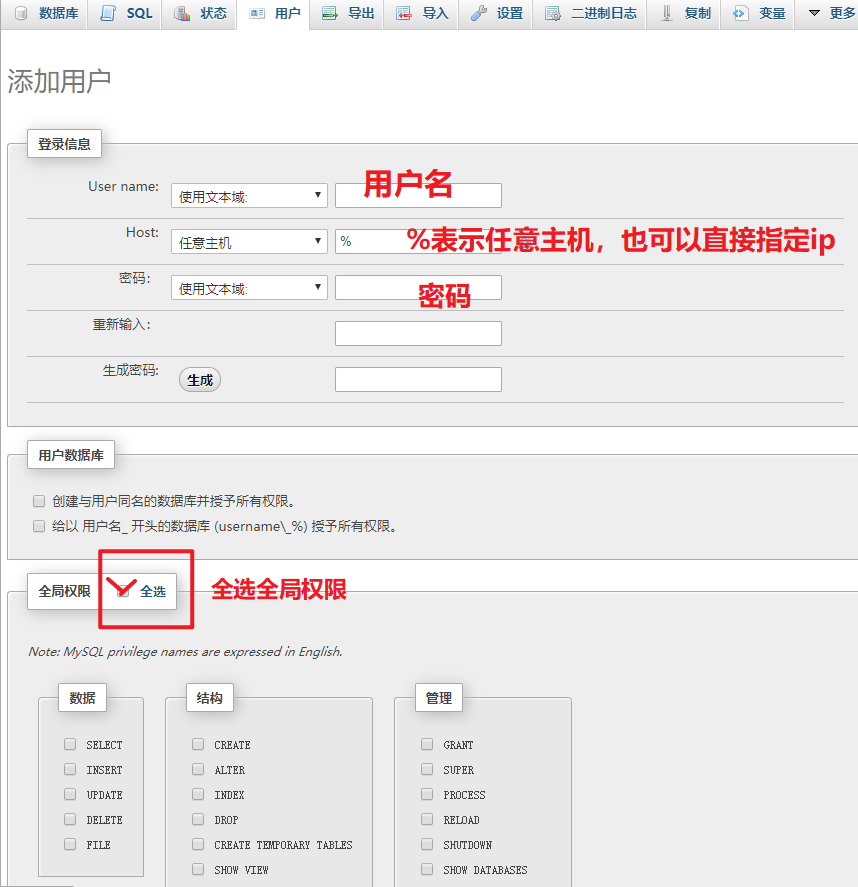 数据库 SQL 状态 用户 导出 导入 设置 二进制日志 复制 变量 更多
添加用户
登录信息
User name: 使用文本域: 用户名
Host: 任意主机 % %表示任意主机，也可以直接指定ip
密码: 使用文本域: 密码
重新输入:
生成密码: 生成
用户数据库
创建与用户同名的数据库并授予所有权限。
给以 用户名_ 开头的数据库 (username\_%) 授予所有权限。
全局权限 全选 全选全局权限
Note: MySQL privilege names are expressed in English.
数据 结构 管理
SELECT CREATE GRANT
INSERT ALTER SUPER
UPDATE INDEX PROCESS
DELETE DROP RELOAD
FILE CREATE TEMPORARY TABLES SHUTDOWN
SHOW VIEW SHOW DATABASES